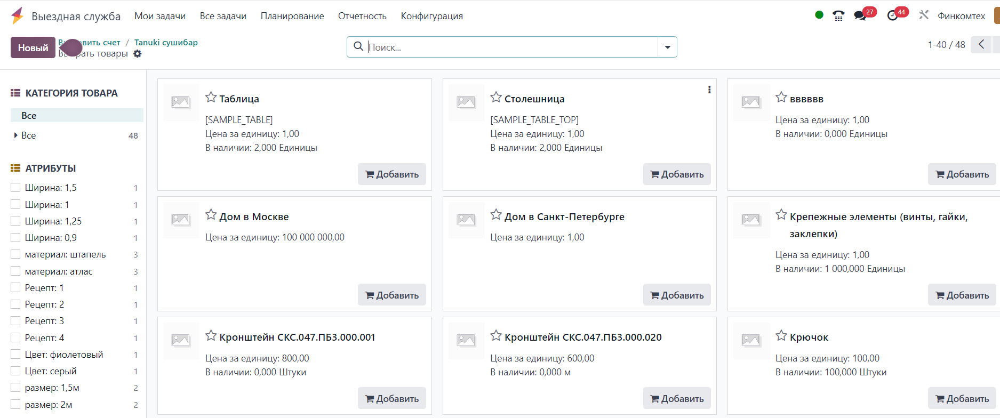 Выездная служба Мои задачи Все задачи Планирование Отчетность Конфигурация 27 44 Финкомтех
Новый
вить счет / Tanuki сушибар
ать товары
Поиск...
1-40 / 48
КАТЕГОРИЯ ТОВАРА
Все
Все 48
АТРИБУТЫ
Ширина: 1,5 1
Ширина: 1 1
Ширина: 1,25 1
Ширина: 0,9 1
материал: штапель 3
материал: атлас 3
Рецепт: 1 1
Рецепт: 2 1
Рецепт: 3 1
Рецепт: 4 1
Цвет: фиолетовый 1
Цвет: серый 1
размер: 1,5м 2
размер: 2м 2
Таблица
[SAMPLE_TABLE]
Цена за единицу: 1,00
В наличии: 2,000 Единицы
Добавить
Столешница
[SAMPLE_TABLE_TOP]
Цена за единицу: 1,00
В наличии: 2,000 Единицы
Добавить
вввввв
Цена за единицу: 1,00
В наличии: 0,000 Единицы
Добавить
Дом в Москве
Цена за единицу: 100 000 000,00
Добавить
Дом в Санкт-Петербурге
Цена за единицу: 1,00
Добавить
Крепежные элементы (винты, гайки,
заклепки)
Цена за единицу: 1,00
В наличии: 1 000,000 Единицы
Добавить
Кронштейн СКС.047.ПБ3.000.001
Цена за единицу: 800,00
В наличии: 0,000 Штуки
Добавить
Кронштейн СКС.047.ПБ3.000.020
Цена за единицу: 600,00
В наличии: 0,000 м
Добавить
Крючок
Цена за единицу: 100,00
В наличии: 100,000 Штуки
Добавить